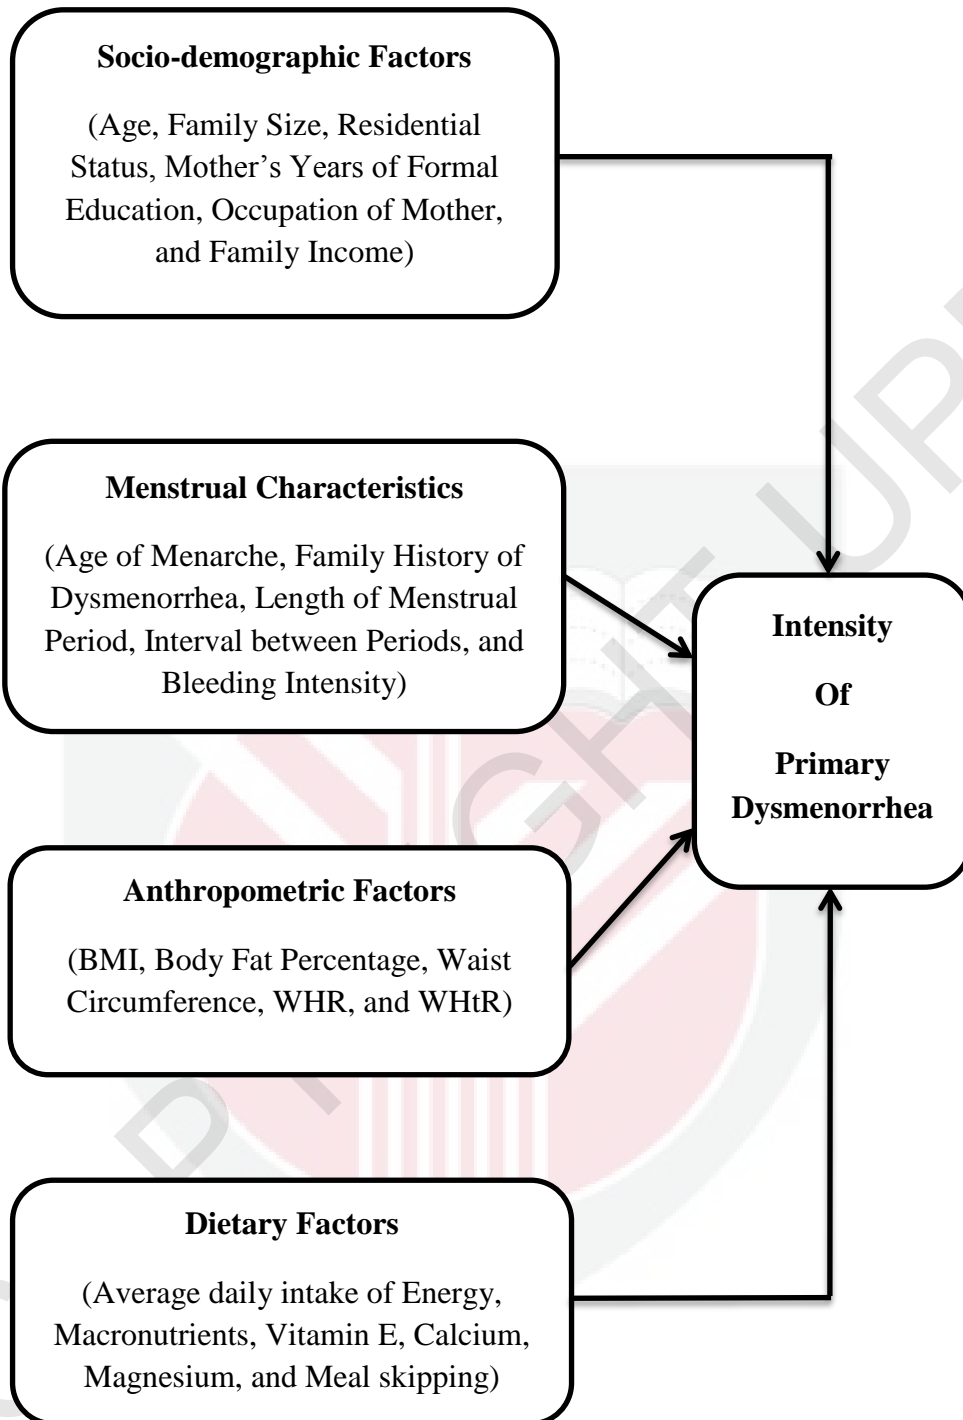 Socio-demographic Factors
(Age, Family Size, Residential
Status, Mother’s Years of Formal
Education, Occupation of Mother,
and Family Income)
Menstrual Characteristics
(Age of Menarche, Family History of
Dysmenorrhea, Length of Menstrual
Period, Interval between Periods, and
Bleeding Intensity)
Intensity
Of
Primary
Dysmenorrhea
Anthropometric Factors
(BMI, Body Fat Percentage, Waist
Circumference, WHR, and WHtR)
Dietary Factors
(Average daily intake of Energy,
Macronutrients, Vitamin E, Calcium,
Magnesium, and Meal skipping)